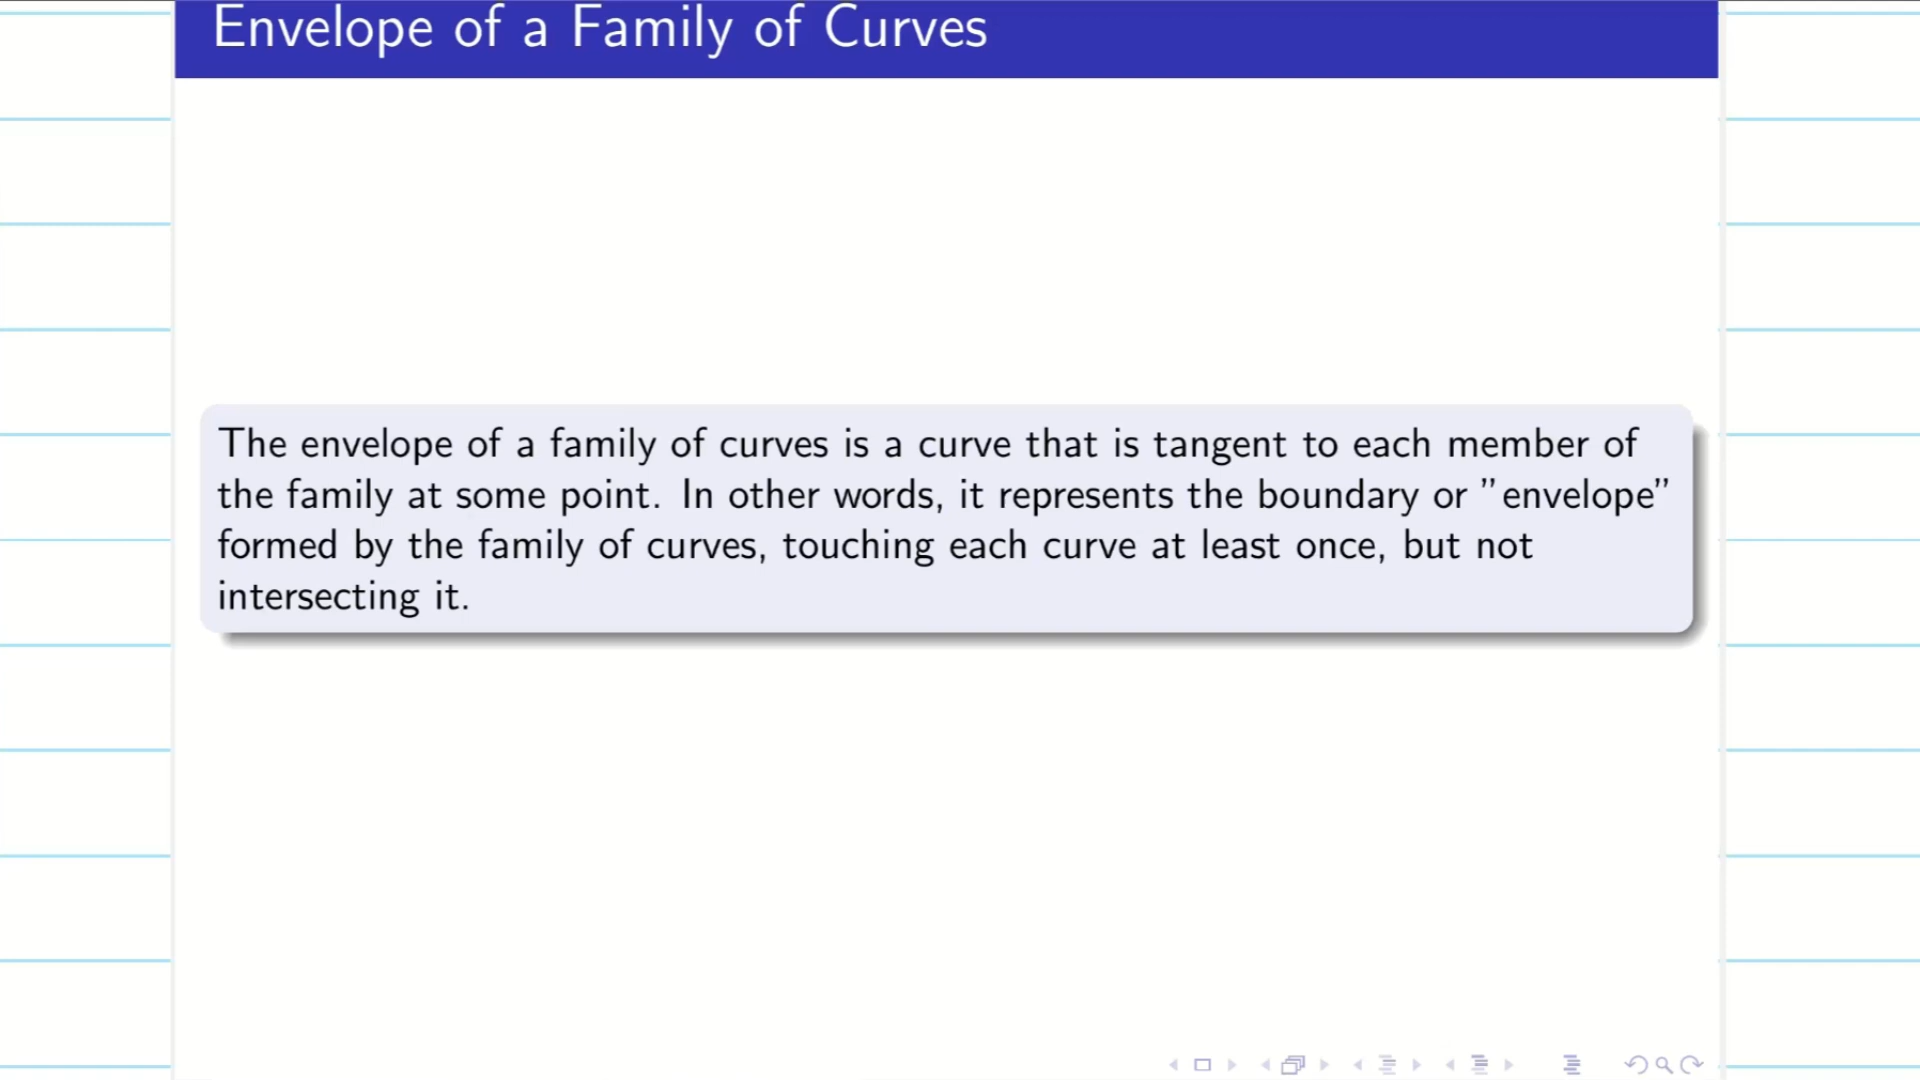 Envelope of a Family of Curves
The envelope of a family of curves is a curve that is tangent to each member of
the family at some point. In other words, it represents the boundary or ”envelope”
formed by the family of curves, touching each curve at least once, but not
intersecting it.